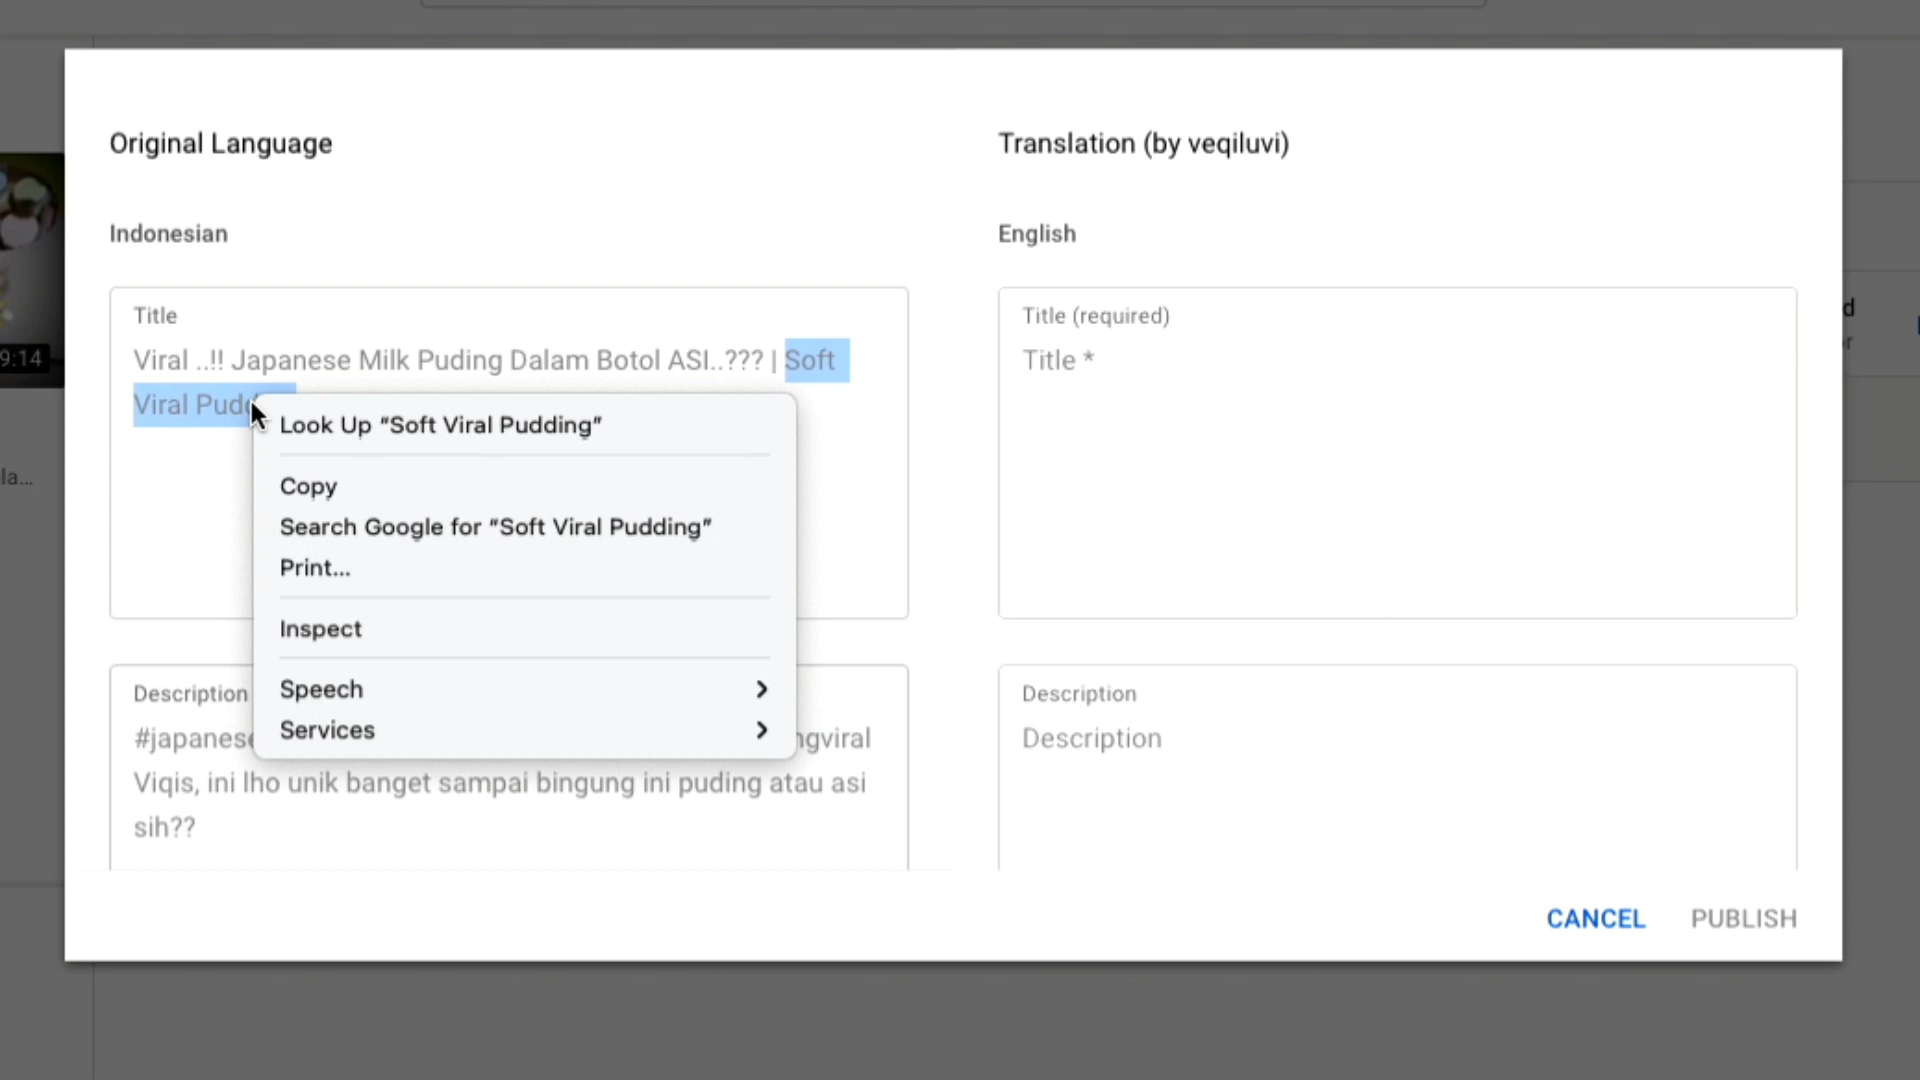 Original Language
Translation (by veqiluvi)
Indonesian
English
Title
Viral ..!! Japanese Milk Puding Dalam Botol ASI..??? | Soft
Viral Pudd
Title (required)
Title *
Look Up “Soft Viral Pudding”
Copy
Search Google for “Soft Viral Pudding”
Print...
Inspect
Speech
Services
Description
#japanese
ngviral
Viqis, ini lho unik banget sampai bingung ini puding atau asi
sih??
Description
Description
CANCEL
PUBLISH
9:14
la...